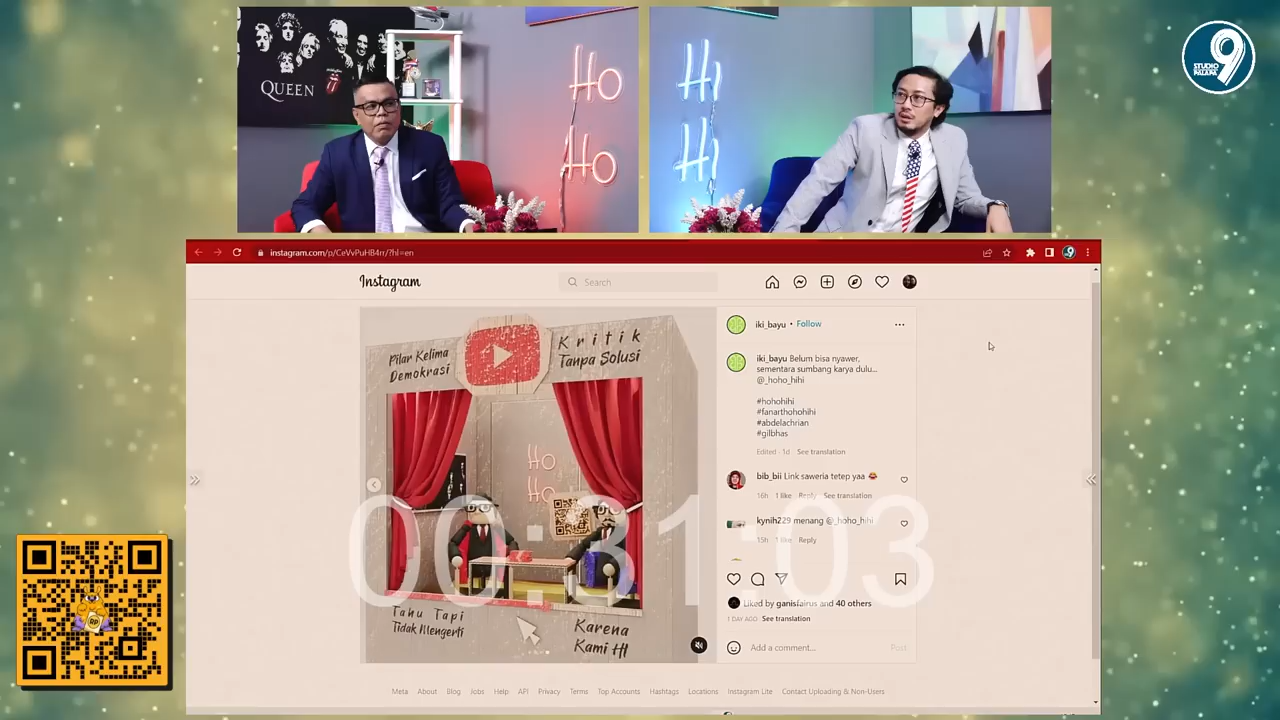 QUEEN
HO
HO
HI
HI
9
STUDIO
PALAPA
instagram.com/p/CeVvPuHB4rr/?hl=en
Instagram
Search
Pilar Kelima
Demokrasi
Kritik
Tanpa Solusi
HO
HO
Tahu Tapi
Tidak Mengerti
Karena
Kami HI
iki_bayu • Follow
iki_bayu Belum bisa nyawer,
sementara sumbang karya dulu...
@_hoho_hihi
#hohohihi
#fanarthohohihi
#abdelachrian
#gilbhas
Edited · 1d See translation
bib_bii Link saweria tetep yaa
16h 1 like Reply See translation
kynih229 menang @_hoho_hihi
15h 1 like Reply
Liked by ganisfairus and 40 others
1 DAY AGO See translation
Add a comment...
Post
00:31:03
RP
Meta About Blog Jobs Help API Privacy Terms Top Accounts Hashtags Locations Instagram Lite Contact Uploading & Non-Users